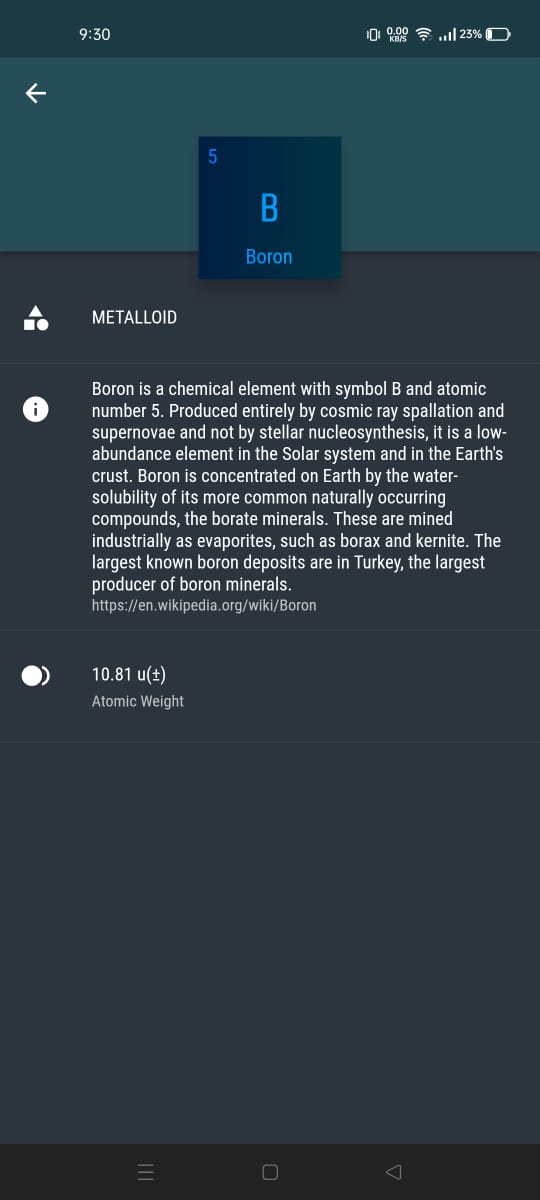 9:30
0.00
KB/S
23%
5
B
Boron
METALLOID
Boron is a chemical element with symbol B and atomic
number 5. Produced entirely by cosmic ray spallation and
supernovae and not by stellar nucleosynthesis, it is a low-
abundance element in the Solar system and in the Earth's
crust. Boron is concentrated on Earth by the water-
solubility of its more common naturally occurring
compounds, the borate minerals. These are mined
industrially as evaporites, such as borax and kernite. The
largest known boron deposits are in Turkey, the largest
producer of boron minerals.
https://en.wikipedia.org/wiki/Boron
10.81 u(±)
Atomic Weight